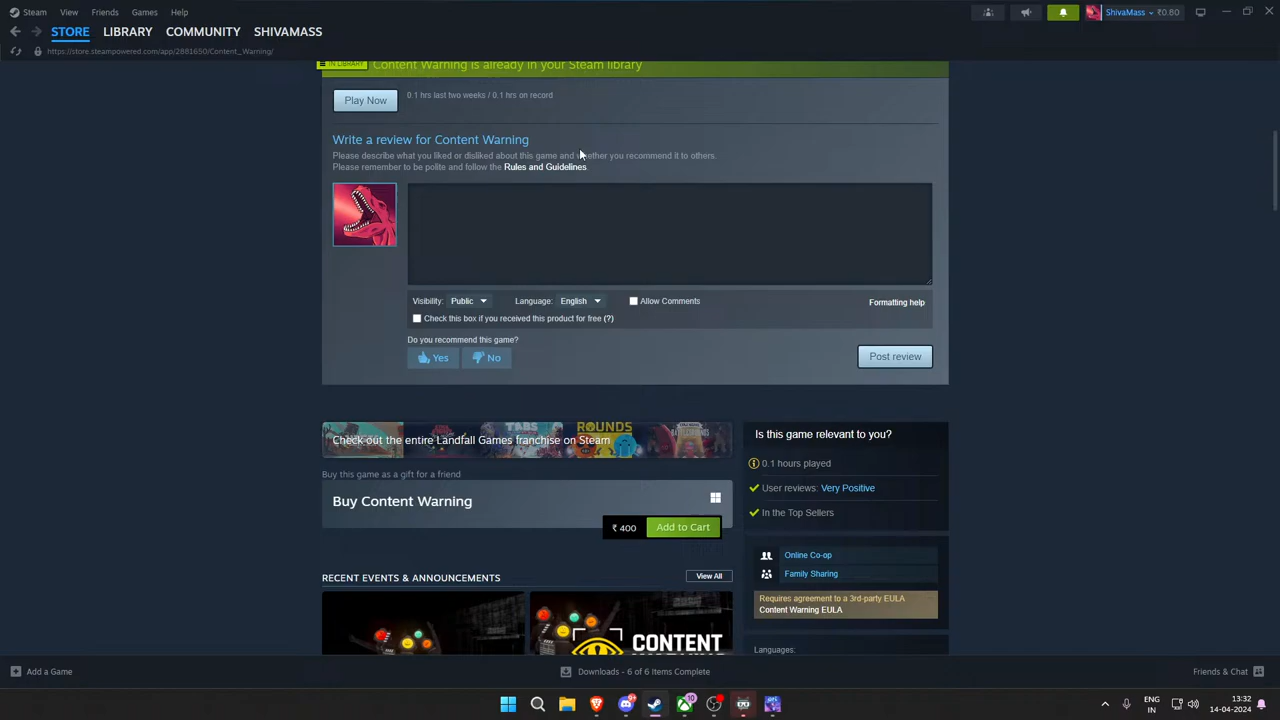 Steam View Friends Games Help
ShivaMass ₹0.80
STORE LIBRARY COMMUNITY SHIVAMASS
https://store.steampowered.com/app/2881650/Content_Warning/
IN LIBRARY Content Warning is already in your Steam library
Play Now 0.1 hrs last two weeks / 0.1 hrs on record
Write a review for Content Warning
Please describe what you liked or disliked about this game and whether you recommend it to others.
Please remember to be polite and follow the Rules and Guidelines.
Visibility: Public Language: English Allow Comments Formatting help
Check this box if you received this product for free (?)
Do you recommend this game?
Yes No Post review
TABS ROUNDS
Check out the entire Landfall Games franchise on Steam
Buy this game as a gift for a friend
Buy Content Warning
₹ 400 Add to Cart
Is this game relevant to you?
0.1 hours played
User reviews: Very Positive
In the Top Sellers
Online Co-op
Family Sharing
Requires agreement to a 3rd-party EULA
Content Warning EULA
Languages:
RECENT EVENTS & ANNOUNCEMENTS View All
CONTENT
WARNING
Add a Game Downloads - 6 of 6 Items Complete Friends & Chat
10
ENG
IN
13:32
14-04-2024